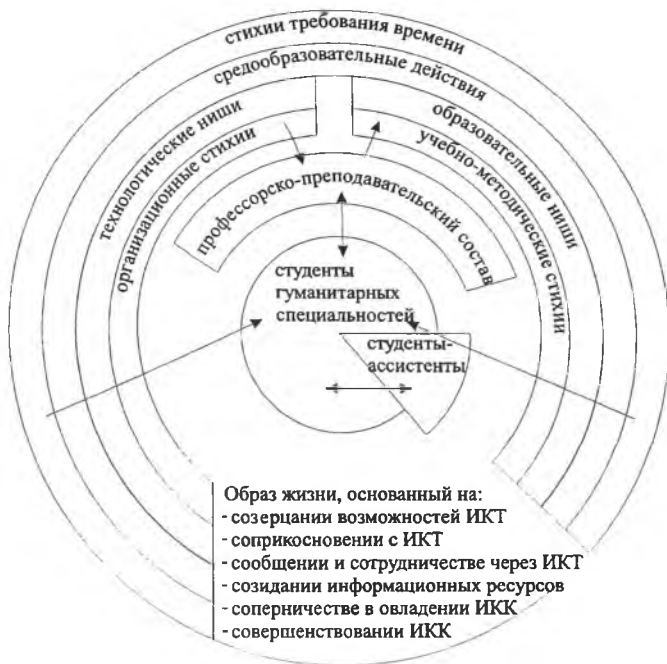 стихии требования времени
средообразовательные действия
технологические ниши
организационные стихии
образовательные ниши
учебно-методические стихии
профессорско-преподавательский состав
студенты
гуманитарных
специальностей
студенты-
ассистенты
Образ жизни, основанный на:
- созерцании возможностей ИКТ
- соприкосновении с ИКТ
- сообщении и сотрудничестве через ИКТ
- созидании информационных ресурсов
- соперничестве в овладении ИКК
- совершенствовании ИКК